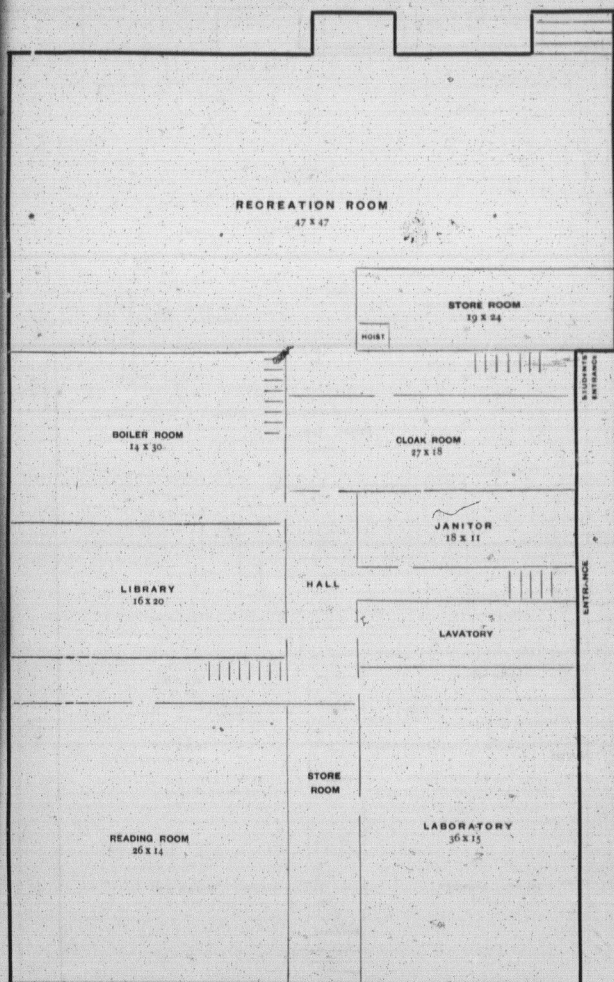 RECREATION ROOM
47 X 47
STORE ROOM
19 X 24
HOIST
STUDENTS'
ENTRANCE
BOILER ROOM
14 X 30
CLOAK ROOM
27 X 18
JANITOR
18 X 11
HALL
ENTRANCE
LIBRARY
16 X 20
LAVATORY
STORE
ROOM
READING ROOM
26 X 14
LABORATORY
36 X 15